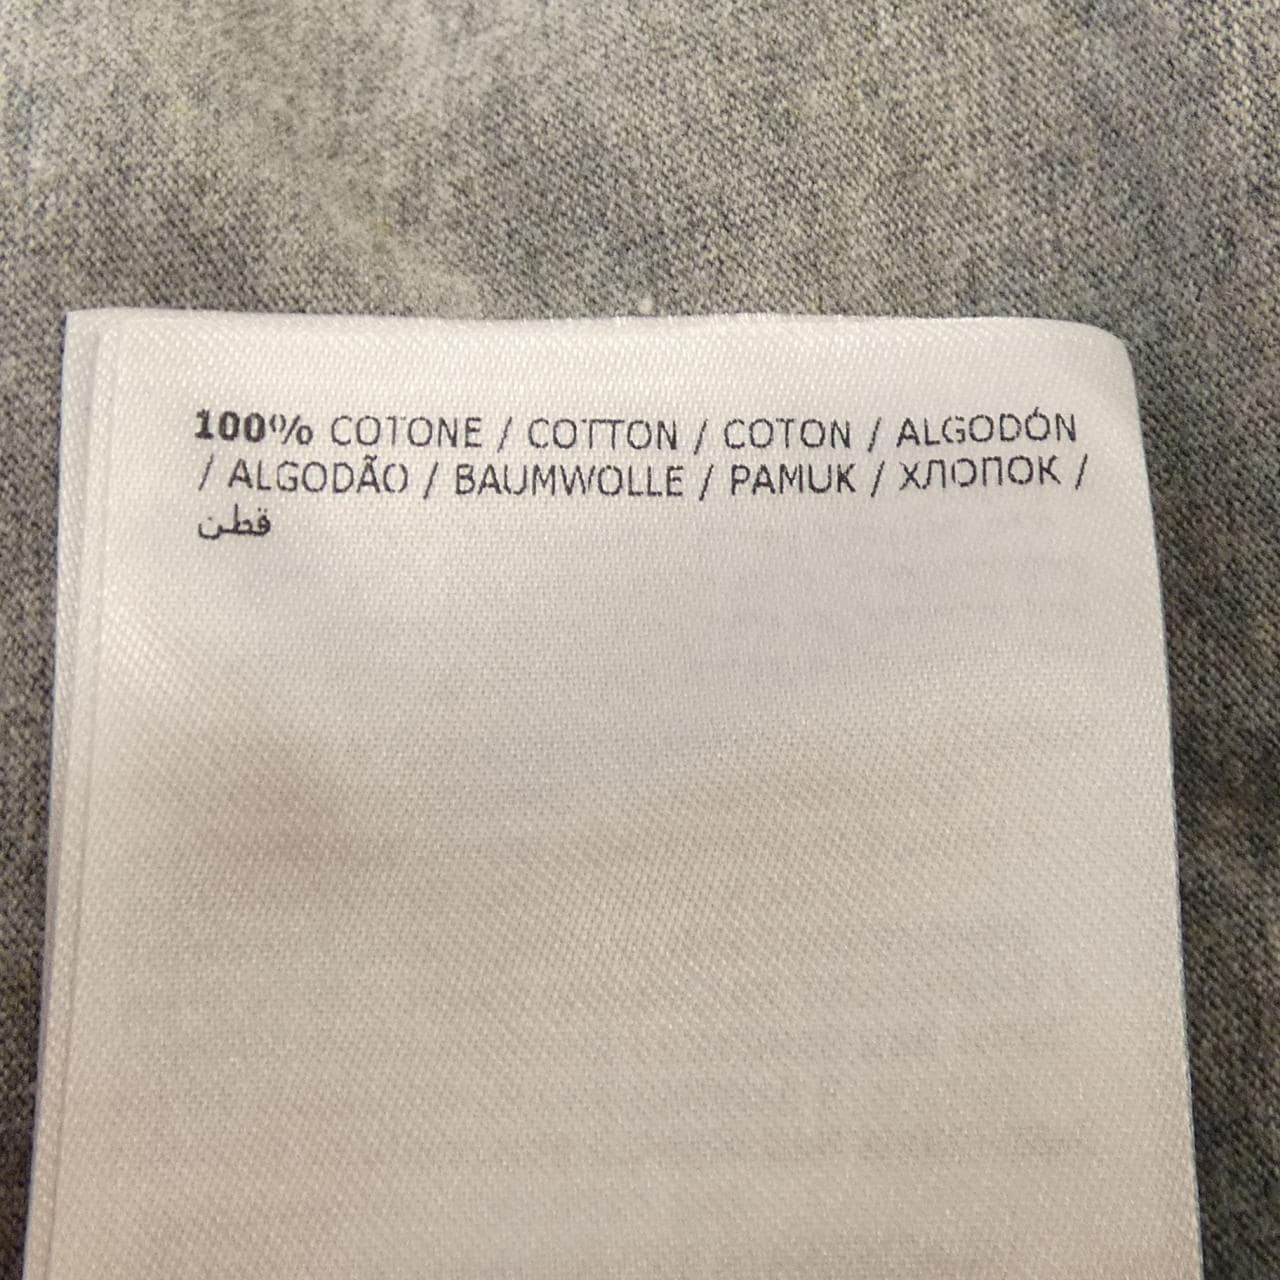 100% COTONE / COTTON / COTON / ALGODÓN
/ ALGODÃO / BAUMWOLLE / PAMUK / ХЛОПОК /
قطن